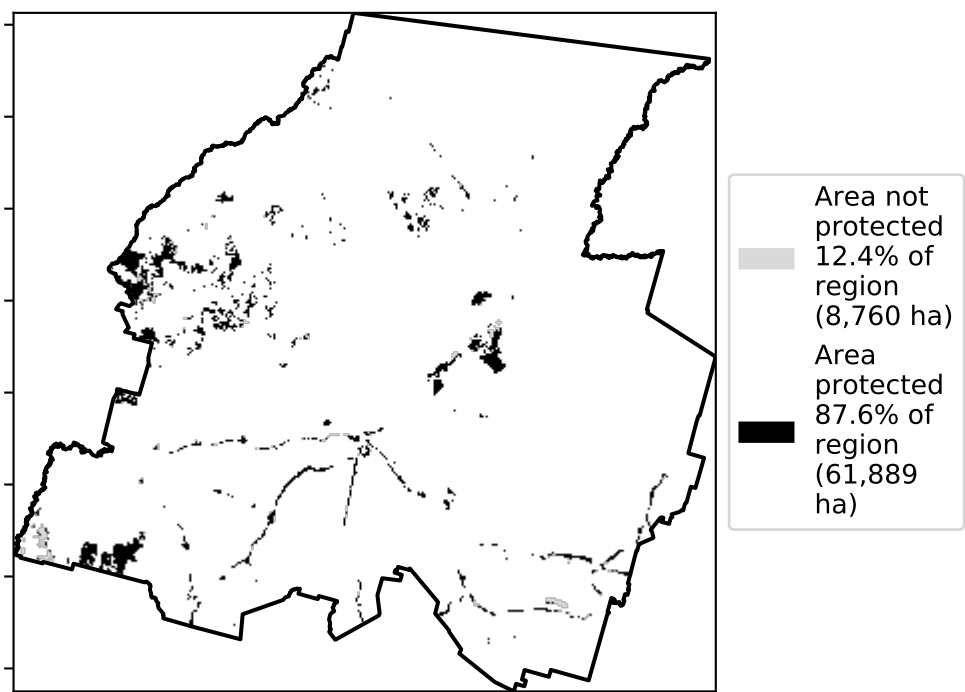 Area not
protected
12.4% of
region
(8,760 ha)
Area
protected
87.6% of
region
(61,889
ha)